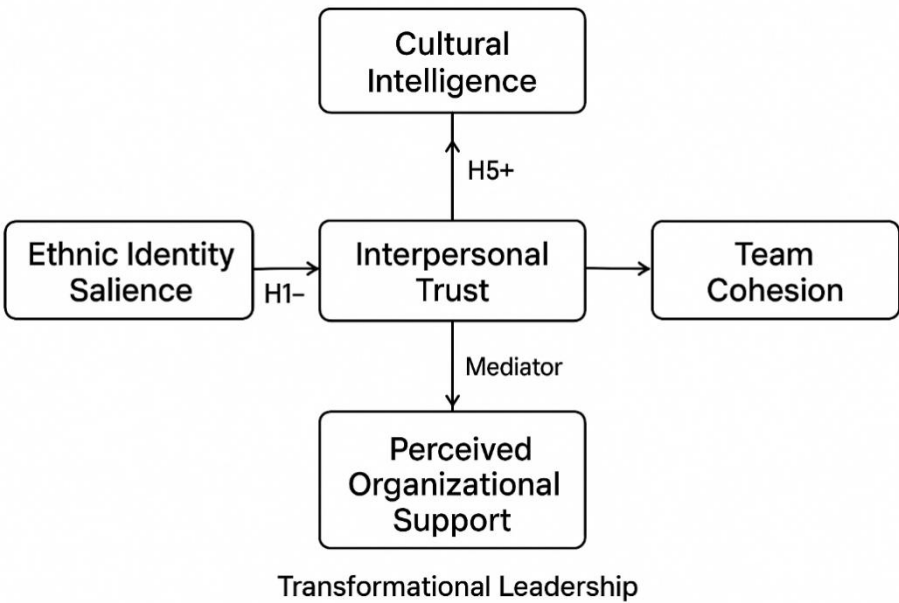 Cultural
Intelligence
H5+
Ethnic Identity
Salience
H1–
Interpersonal
Trust
Team
Cohesion
Mediator
Perceived
Organizational
Support
Transformational Leadership